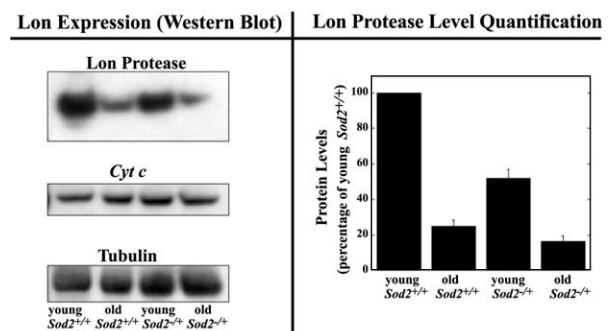 Lon Expression (Western Blot)
Lon Protease
Cyt c
Tubulin
young old young old
Sod2+/+ Sod2+/+ Sod2-/+ Sod2-/+
Lon Protease Level Quantification
Protein Levels
(percentage of young Sod2+/+)
100
80
60
40
20
0
young old young old
Sod2+/+ Sod2+/+ Sod2-/+ Sod2-/+